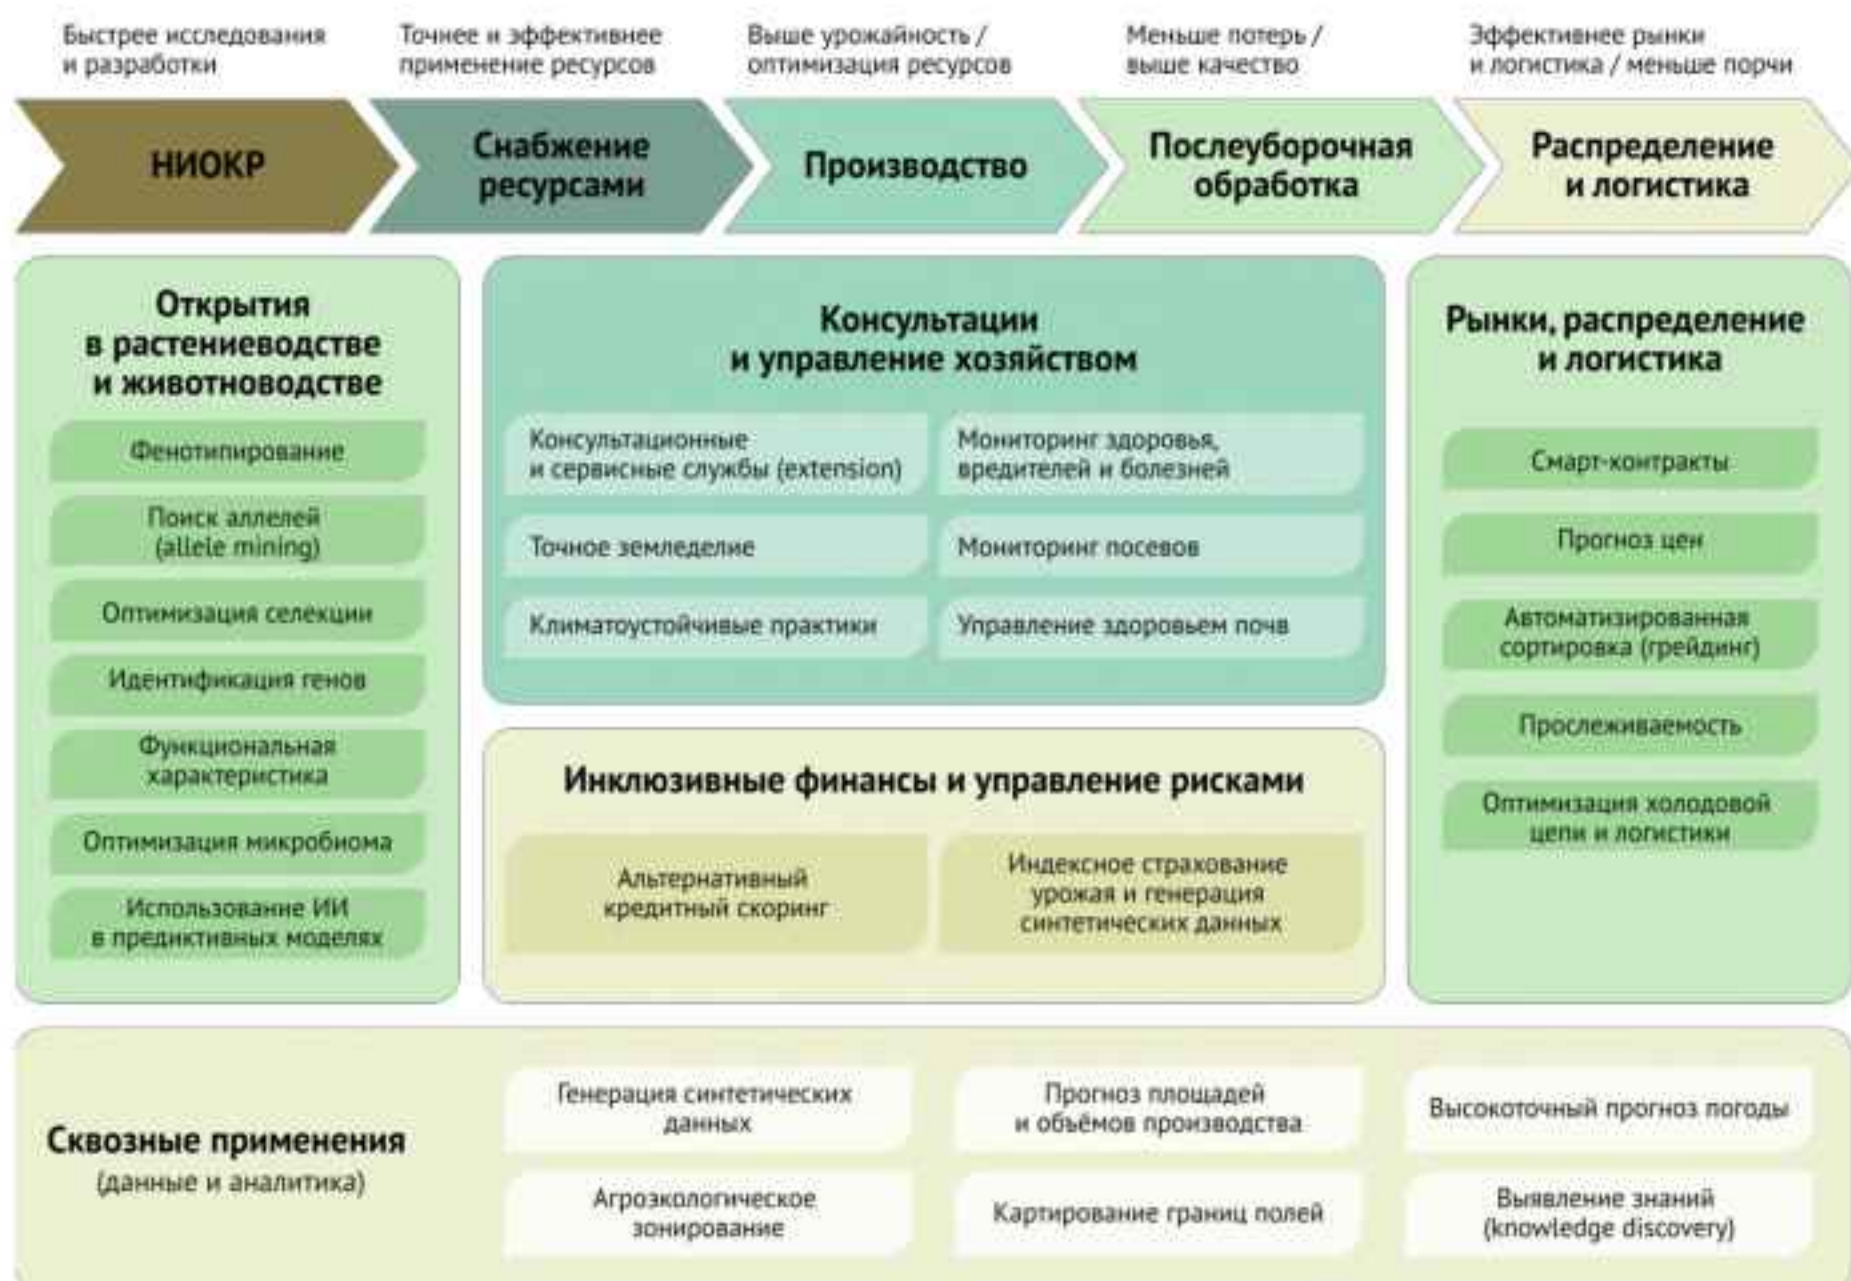 Быстрее исследования
и разработки
Точнее и эффективнее
применение ресурсов
Выше урожайность /
оптимизация ресурсов
Меньше потерь /
выше качество
Эффективнее рынки
и логистика / меньше порчи
НИОКР
Снабжение
ресурсами
Производство
Послеуборочная
обработка
Распределение
и логистика
Открытия
в растениеводстве
и животноводстве
Фенотипирование
Поиск аллелей
(allele mining)
Оптимизация селекции
Идентификация генов
Функциональная
характеристика
Оптимизация микробиома
Использование ИИ
в предиктивных моделях
Консультации
и управление хозяйством
Консультационные
и сервисные службы (extension)
Мониторинг здоровья,
вредителей и болезней
Точное земледелие
Мониторинг посевов
Климатоустойчивые практики
Управление здоровьем почв
Инклюзивные финансы и управление рисками
Альтернативный
кредитный скоринг
Индексное страхование
урожая и генерация
синтетических данных
Рынки, распределение
и логистика
Смарт-контракты
Прогноз цен
Автоматизированная
сортировка (грейдинг)
Прослеживаемость
Оптимизация холодовой
цепи и логистики
Сквозные применения
(данные и аналитика)
Генерация синтетических
данных
Прогноз площадей
и объёмов производства
Высокоточный прогноз погоды
Агроэкологическое
зонирование
Картирование границ полей
Выявление знаний
(knowledge discovery)